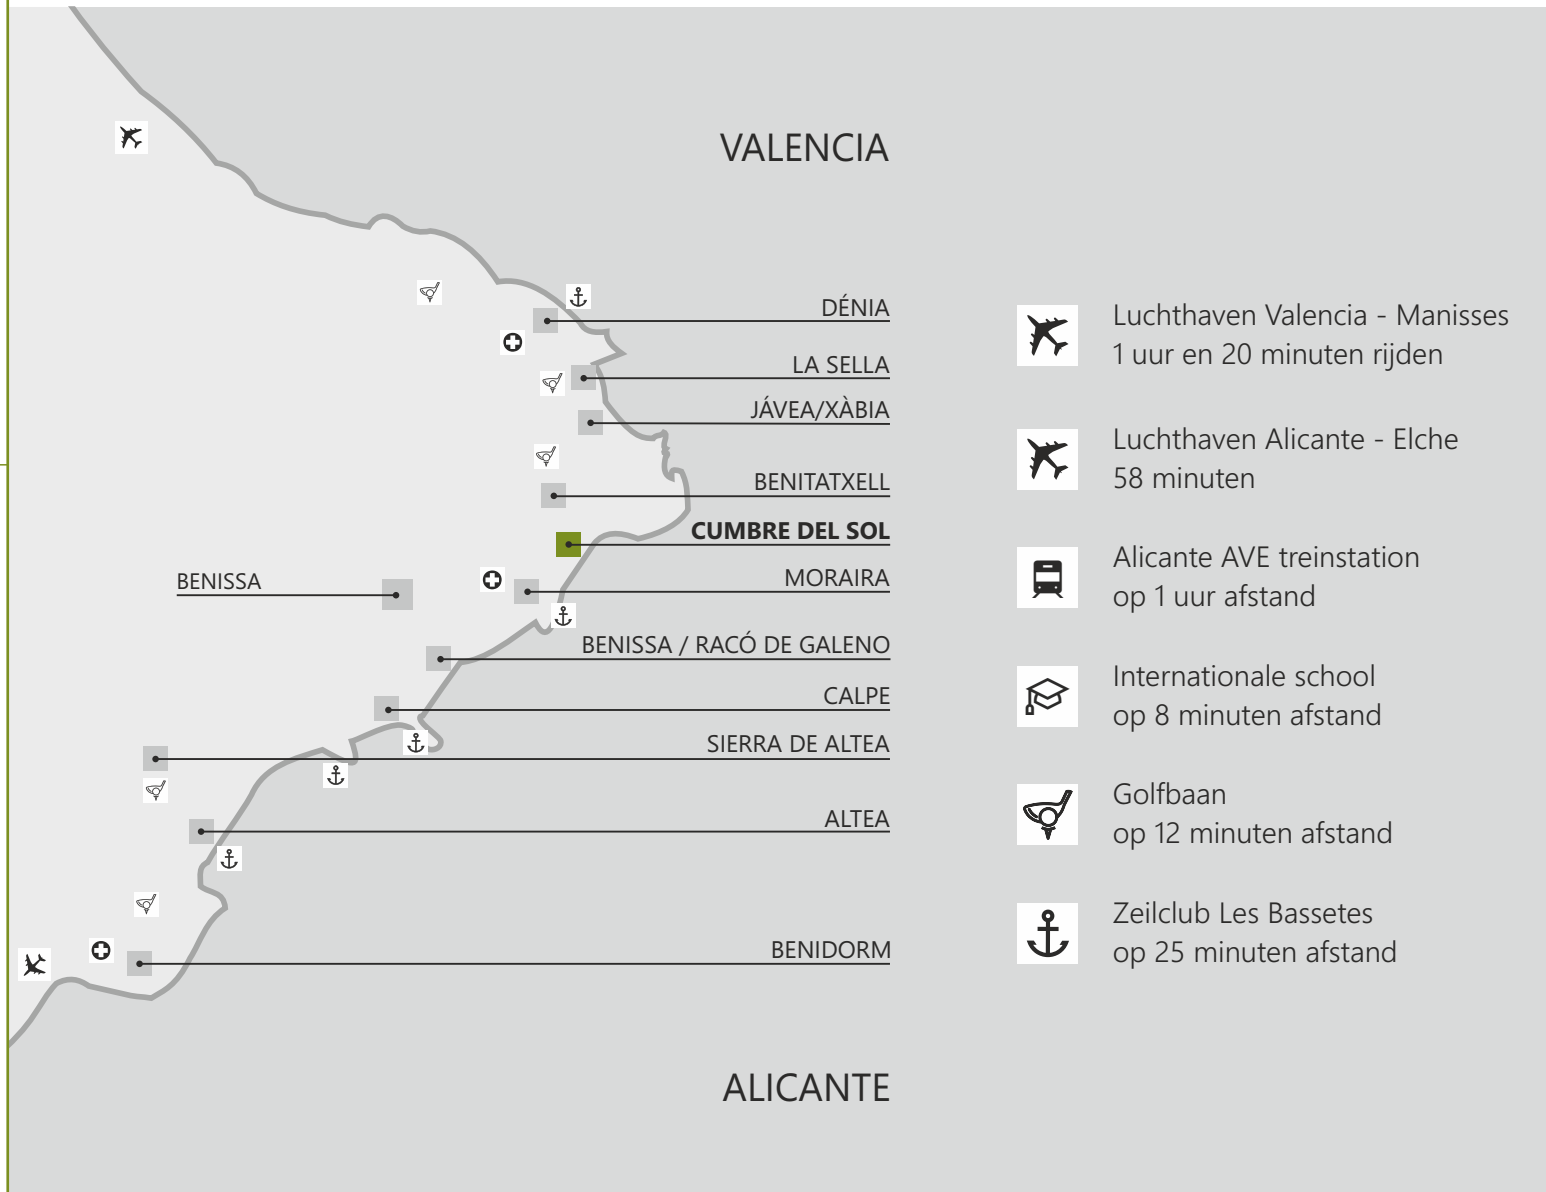 VALENCIA
DÉNIA
LA SELLA
JÁVEA/XÀBIA
BENITATXELL
CUMBRE DEL SOL
MORAIRA
BENISSA
BENISSA / RACÓ DE GALENO
CALPE
SIERRA DE ALTEA
ALTEA
BENIDORM
ALICANTE
Luchthaven Valencia - Manisses
1 uur en 20 minuten rijden
Luchthaven Alicante - Elche
58 minuten
Alicante AVE treinstation
op 1 uur afstand
Internationale school
op 8 minuten afstand
Golfbaan
op 12 minuten afstand
Zeilclub Les Bassetes
op 25 minuten afstand